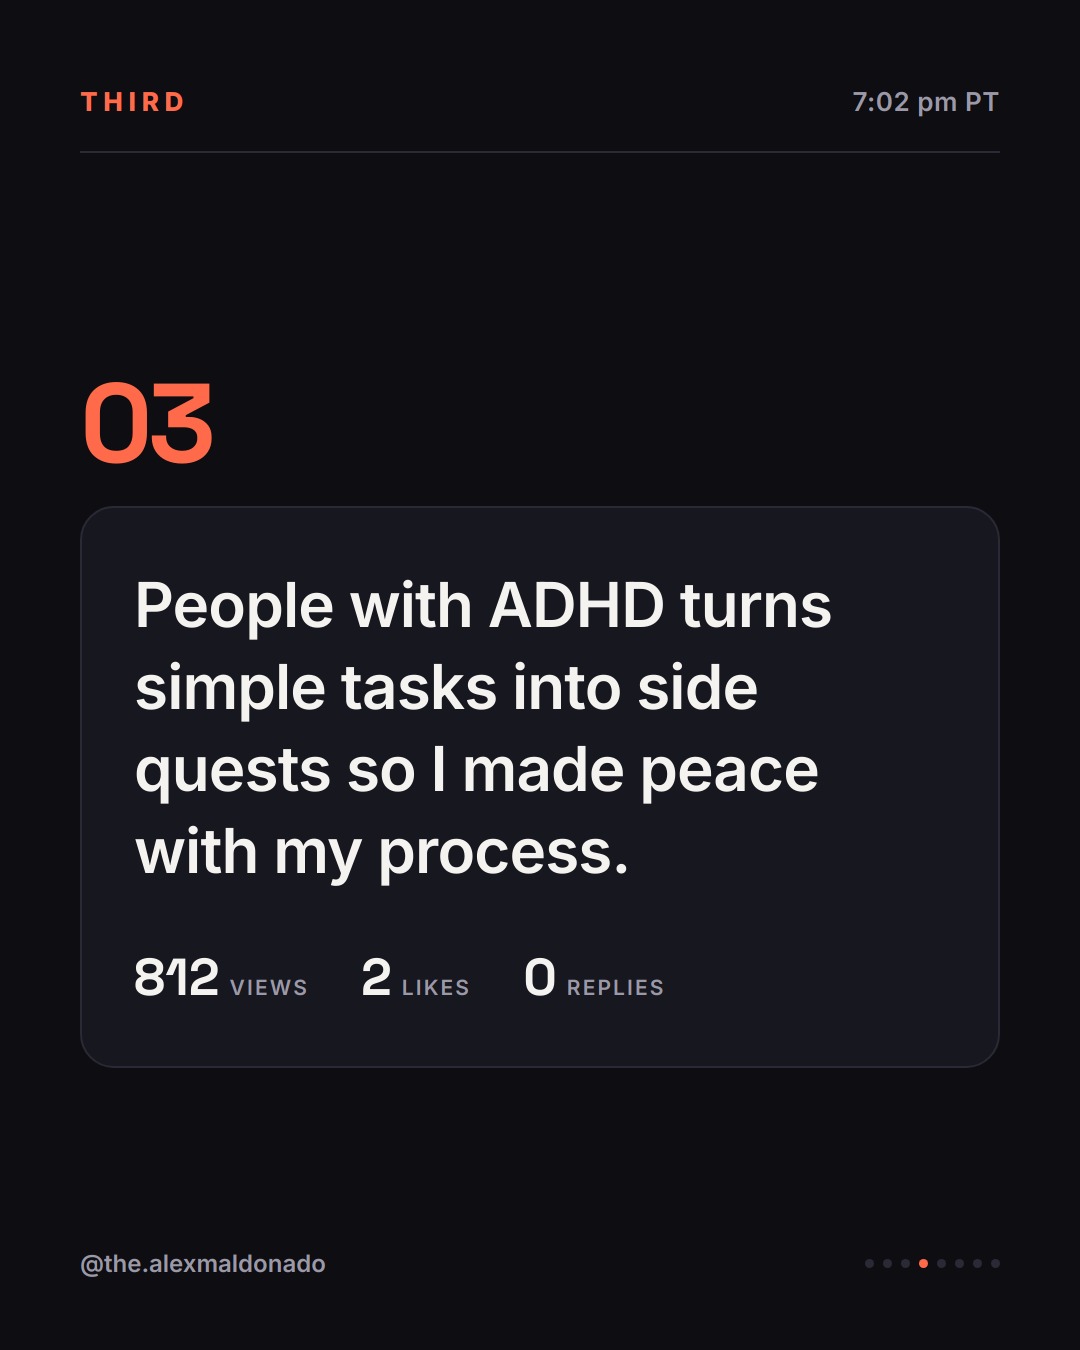 THIRD
7:02 pm PT
03
People with ADHD turns
simple tasks into side
quests so I made peace
with my process.
812 VIEWS 2 LIKES 0 REPLIES
@the.alexmaldonado